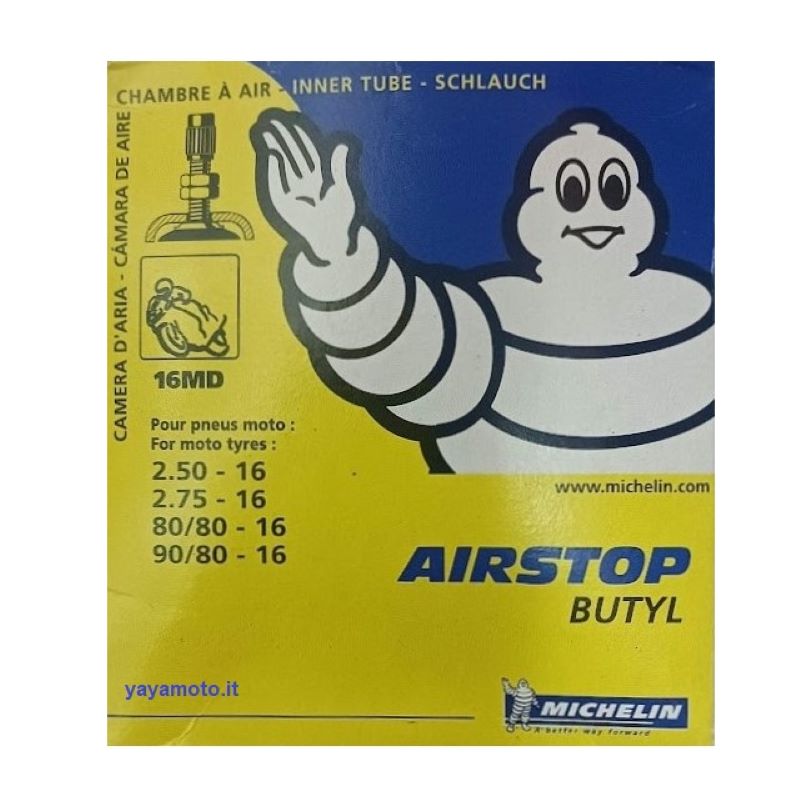 CHAMBRE À AIR - INNER TUBE - SCHLAUCH
CAMERA D'ARIA - CÁMARA DE AIRE
16MD
Pour pneus moto :
For moto tyres :
2.50 - 16
2.75 - 16
80/80 - 16
90/80 - 16
www.michelin.com
AIRSTOP
BUTYL
yayamoto.it
MICHELIN
A better way forward